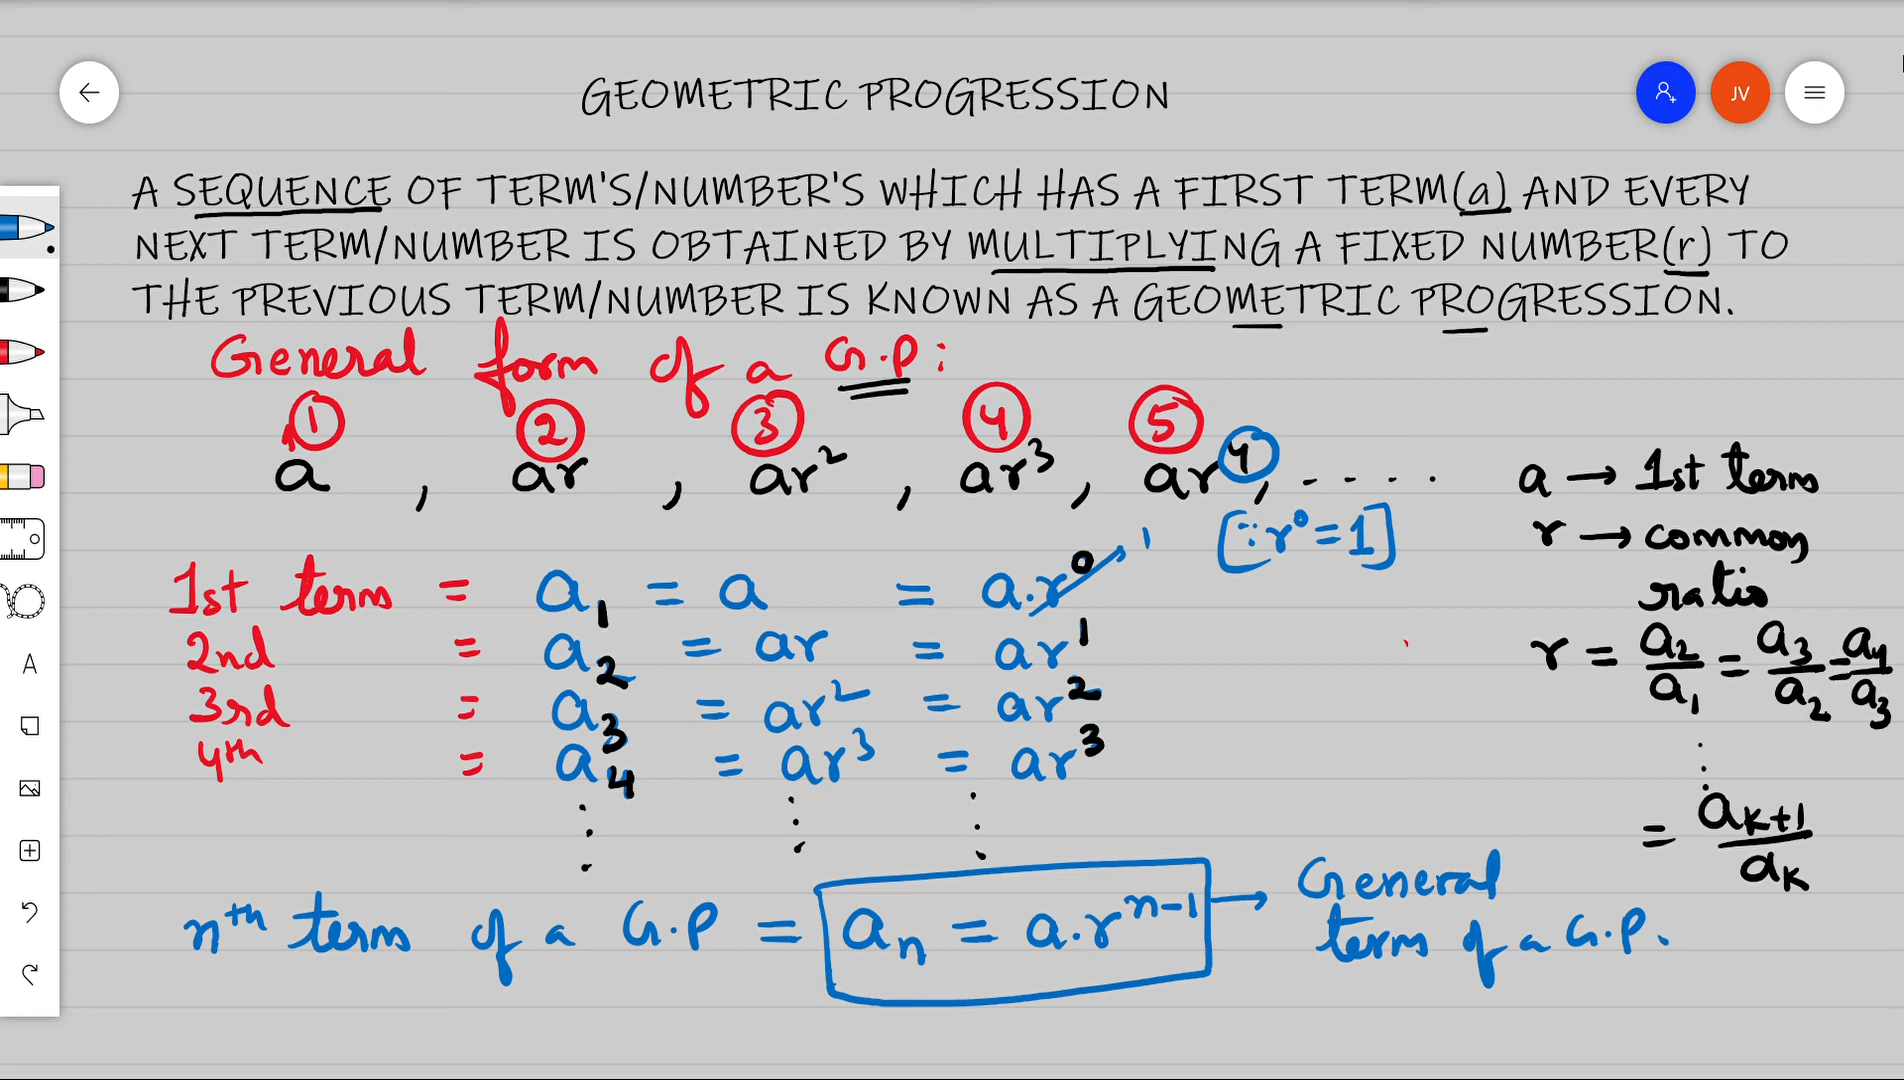 GEOMETRIC PROGRESSION
JV
A SEQUENCE OF TERM'S/NUMBER'S WHICH HAS A FIRST TERM(a) AND EVERY
NEXT TERM/NUMBER IS OBTAINED BY MULTIPLYING A FIXED NUMBER(r) TO
THE PREVIOUS TERM/NUMBER IS KNOWN AS A GEOMETRIC PROGRESSION.
General form of a G.P:
① ② ③ ④ ⑤
a , ar , ar² , ar³ , ar⁴ , - - - - .
[∵ r⁰ = 1]
1st term = a₁ = a = a.r⁰ 1
2nd = a₂ = ar = ar¹
3rd = a₃ = ar² = ar²
4th = a₄ = ar³ = ar³
nth term of a G.P = aₙ = a.rⁿ⁻¹ → General
term of a G.P.
a → 1st term
r → common
ratio
r = a₂/a₁ = a₃/a₂ = a₄/a₃
= aₖ₊₁/aₖ
A